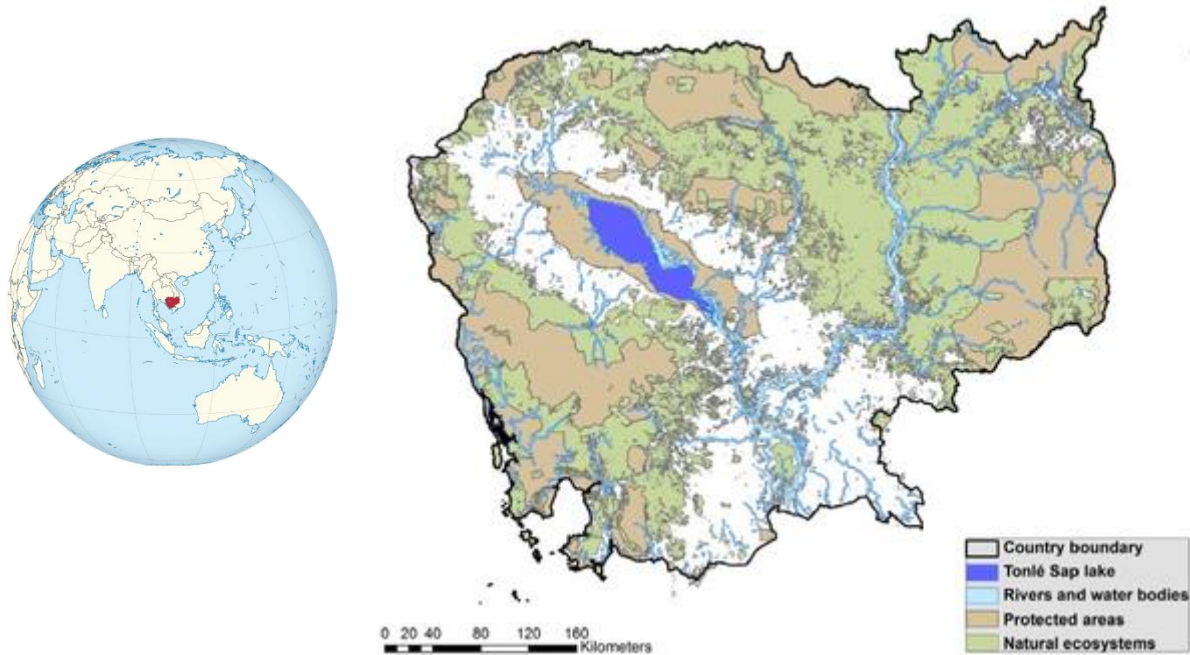 Country boundary
Tonlé Sap lake
Rivers and water bodies
Protected areas
Natural ecosystems
0 20 40 80 120 160
Kilometers